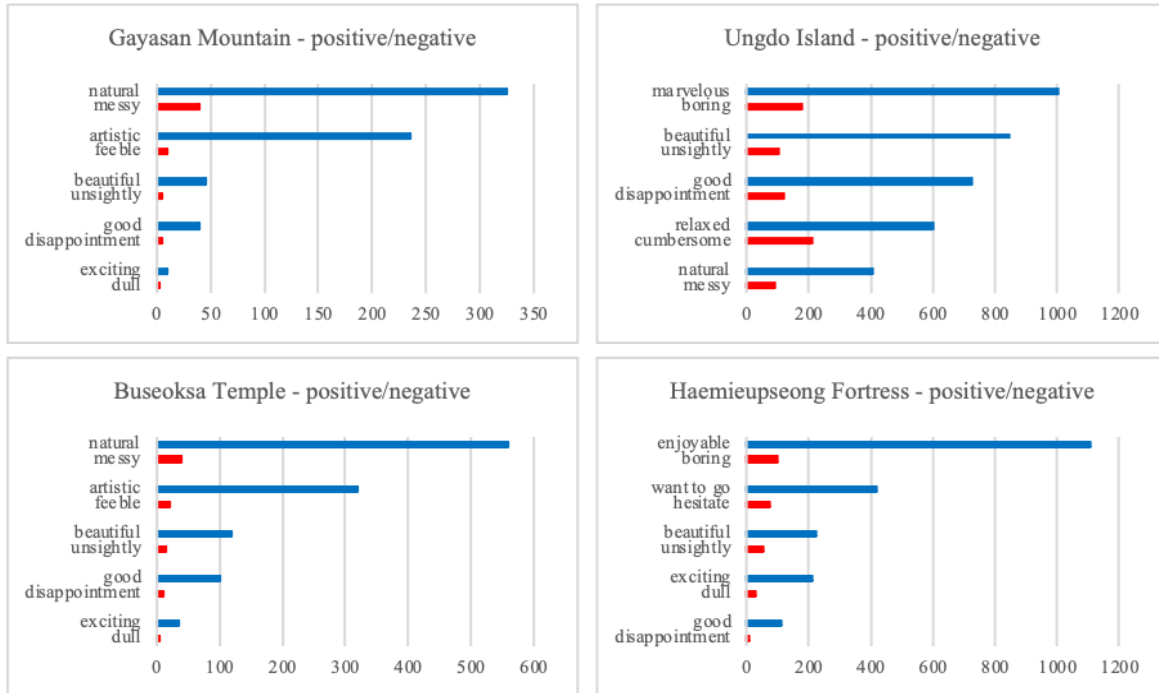 Gayasan Mountain - positive/negative
natural
messy
artistic
feeble
beautiful
unsightly
good
disappointment
exciting
dull
0 50 100 150 200 250 300 350
Ungdo Island - positive/negative
marvelous
boring
beautiful
unsightly
good
disappointment
relaxed
cumbersome
natural
messy
0 200 400 600 800 1000 1200
Buseoksa Temple - positive/negative
natural
messy
artistic
feeble
beautiful
unsightly
good
disappointment
exciting
dull
0 100 200 300 400 500 600
Haemieupseong Fortress - positive/negative
enjoyable
boring
want to go
hesitate
beautiful
unsightly
exciting
dull
good
disappointment
0 200 400 600 800 1000 1200